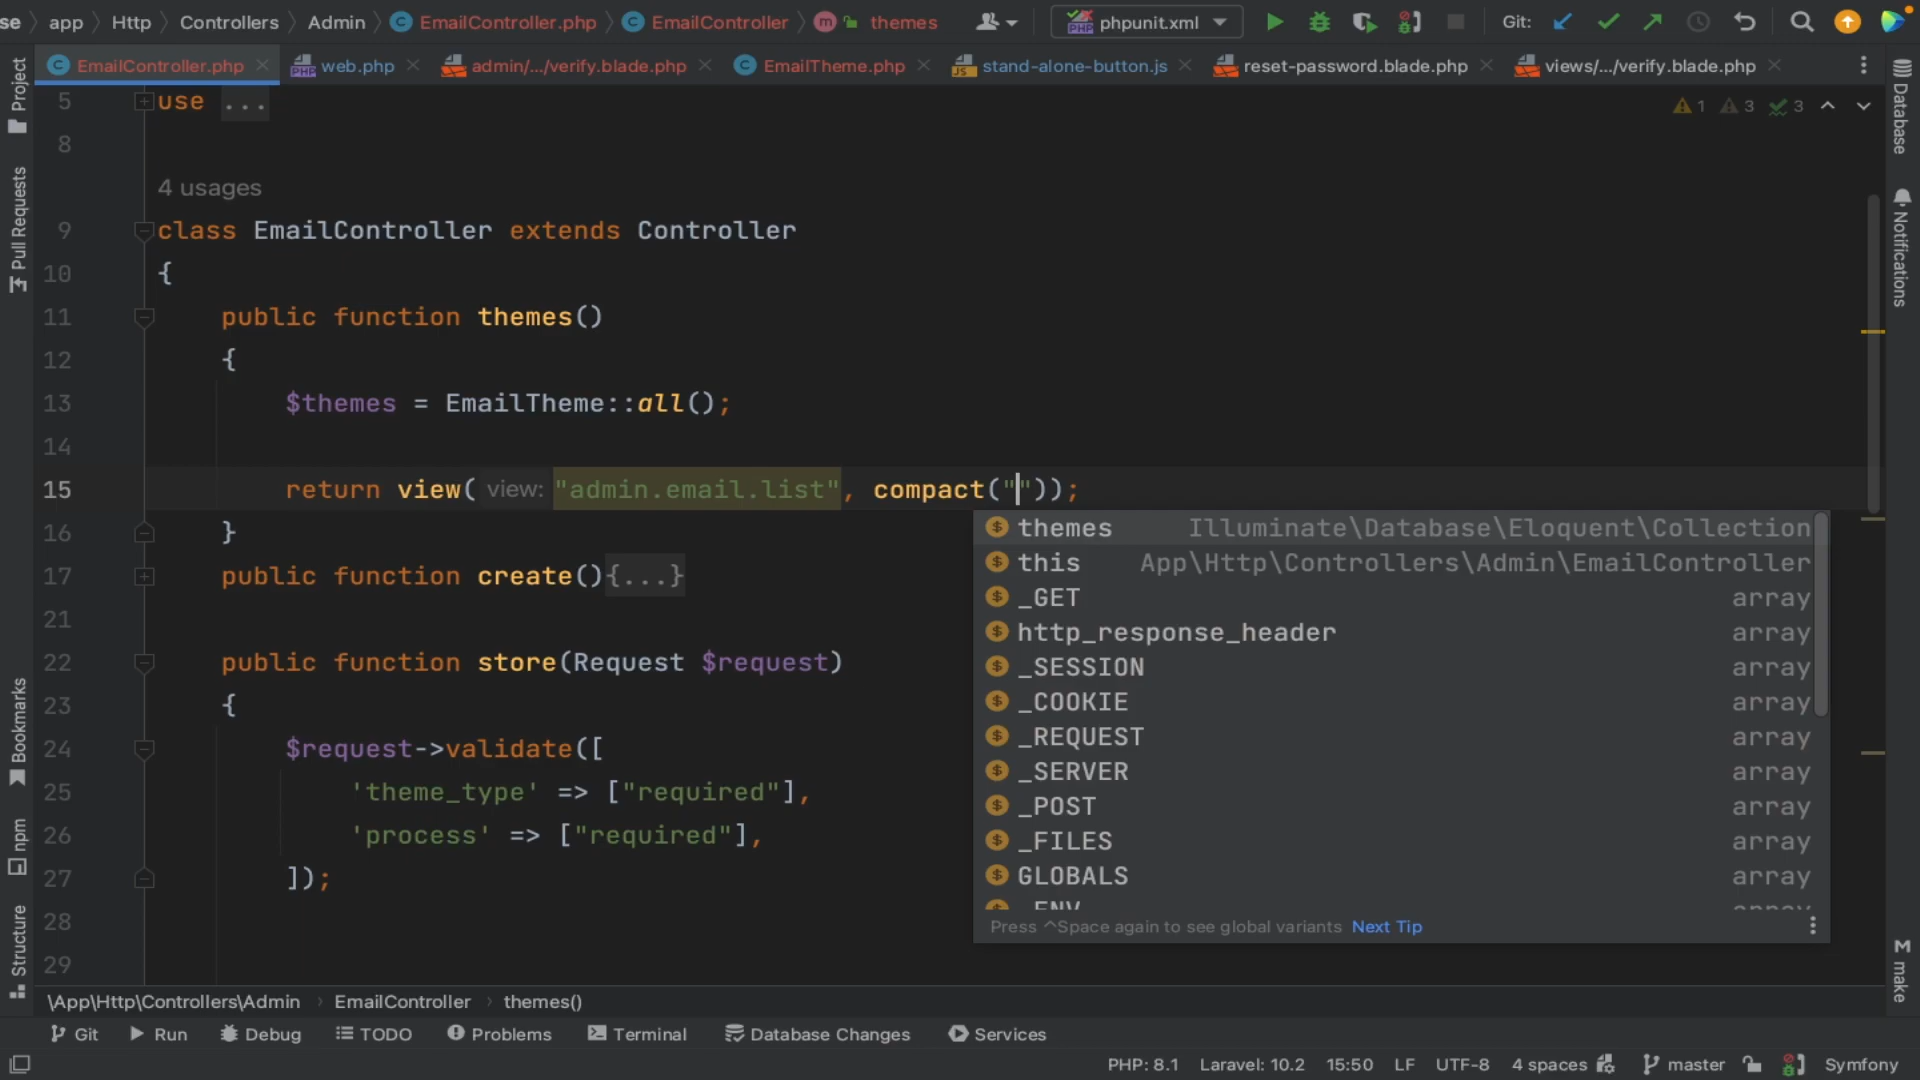 se app Http Controllers Admin EmailController.php EmailController m themes phpunit.xml Git:
EmailController.php web.php admin/.../verify.blade.php EmailTheme.php stand-alone-button.js reset-password.blade.php views/.../verify.blade.php
Project
Pull Requests
Bookmarks
npm
Structure
5 use ...
1 3 3
8
4 usages
9 class EmailController extends Controller
10 {
11 public function themes()
12 {
13 $themes = EmailTheme::all();
14
15 return view( view: "admin.email.list", compact(""));
16 }
17 public function create(){...}
21
22 public function store(Request $request)
23 {
24 $request->validate([
25 'theme_type' => ["required"],
26 'process' => ["required"],
27 ]);
28
29
themes Illuminate\Database\Eloquent\Collection
this App\Http\Controllers\Admin\EmailController
_GET array
http_response_header array
_SESSION array
_COOKIE array
_REQUEST array
_SERVER array
_POST array
_FILES array
GLOBALS array
_ENV array
Press ^Space again to see global variants Next Tip
Database
Notifications
make
\App\Http\Controllers\Admin EmailController themes()
Git Run Debug TODO Problems Terminal Database Changes Services
PHP: 8.1 Laravel: 10.2 15:50 LF UTF-8 4 spaces master Symfony